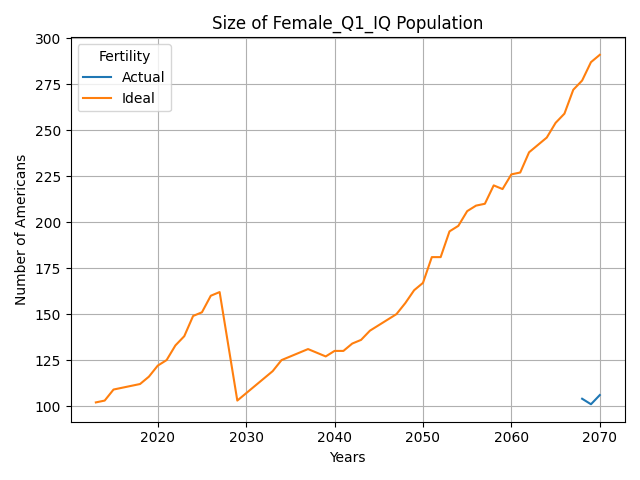 Size of Female_Q1_IQ Population
Fertility
Actual
Ideal
Number of Americans
300
275
250
225
200
175
150
125
100
2020 2030 2040 2050 2060 2070
Years